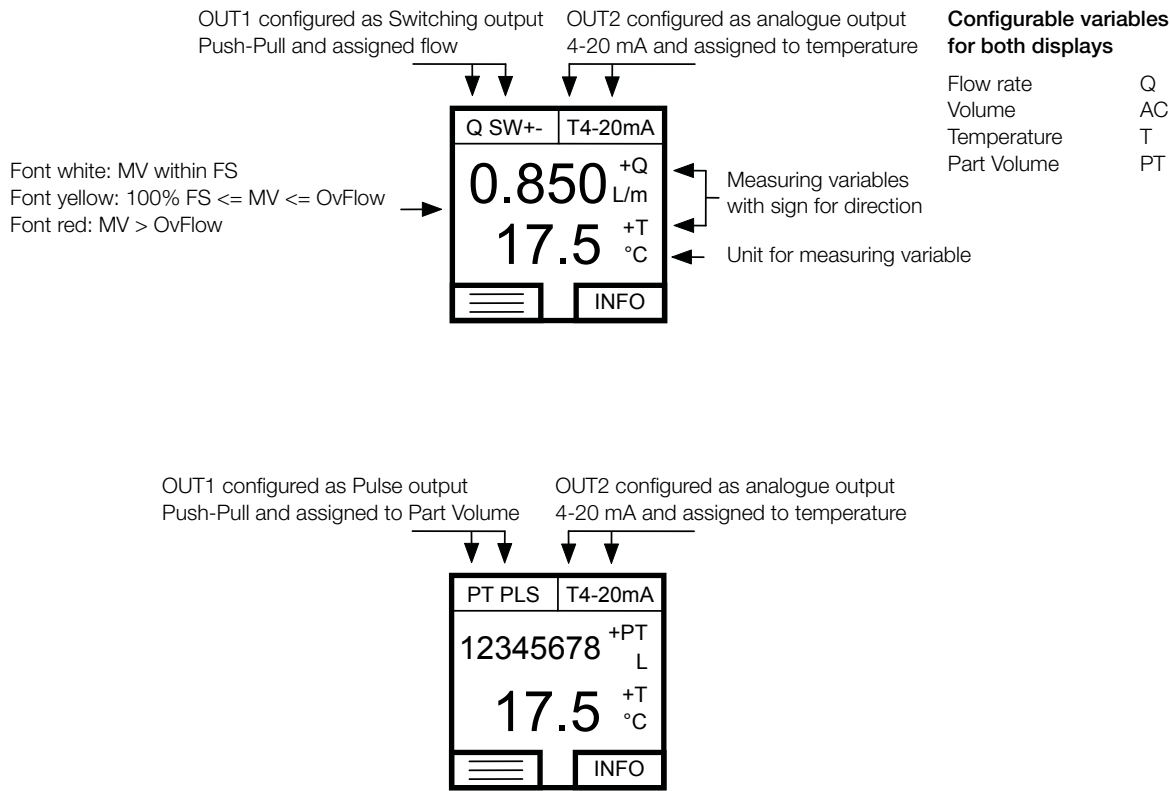 OUT1 configured as Switching output
Push-Pull and assigned flow
OUT2 configured as analogue output
4-20 mA and assigned to temperature
Configurable variables
for both displays
Flow rate Q
Volume AC
Temperature T
Part Volume PT
Q SW+- T4-20mA
0.850 +Q
L/m
17.5 +T
°C
INFO
Font white: MV within FS
Font yellow: 100% FS <= MV <= OvFlow
Font red: MV > OvFlow
Measuring variables
with sign for direction
Unit for measuring variable
OUT1 configured as Pulse output
Push-Pull and assigned to Part Volume
OUT2 configured as analogue output
4-20 mA and assigned to temperature
PT PLS T4-20mA
12345678 +PT
L
17.5 +T
°C
INFO